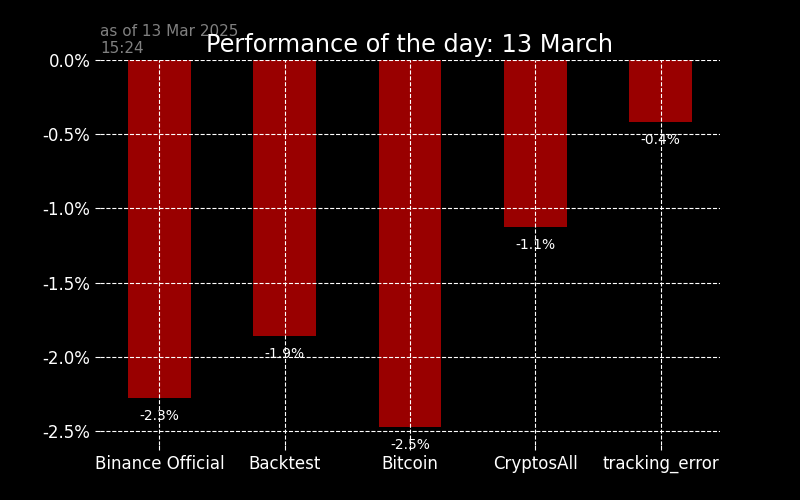 as of 13 Mar 2025
15:24
Performance of the day: 13 March
0.0%
-0.5%
-1.0%
-1.5%
-2.0%
-2.5%
-2.3%
-1.9%
-2.5%
-1.1%
-0.4%
Binance Official
Backtest
Bitcoin
CryptosAll
tracking_error